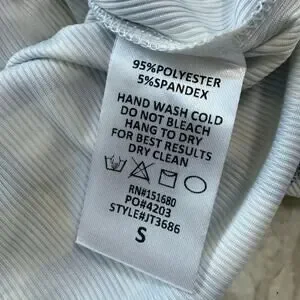 95%POLYESTER
5%SPANDEX
HAND WASH COLD
DO NOT BLEACH
HANG TO DRY
FOR BEST RESULTS
DRY CLEAN
RN#151680
PO#4203
STYLE#JT3686
S